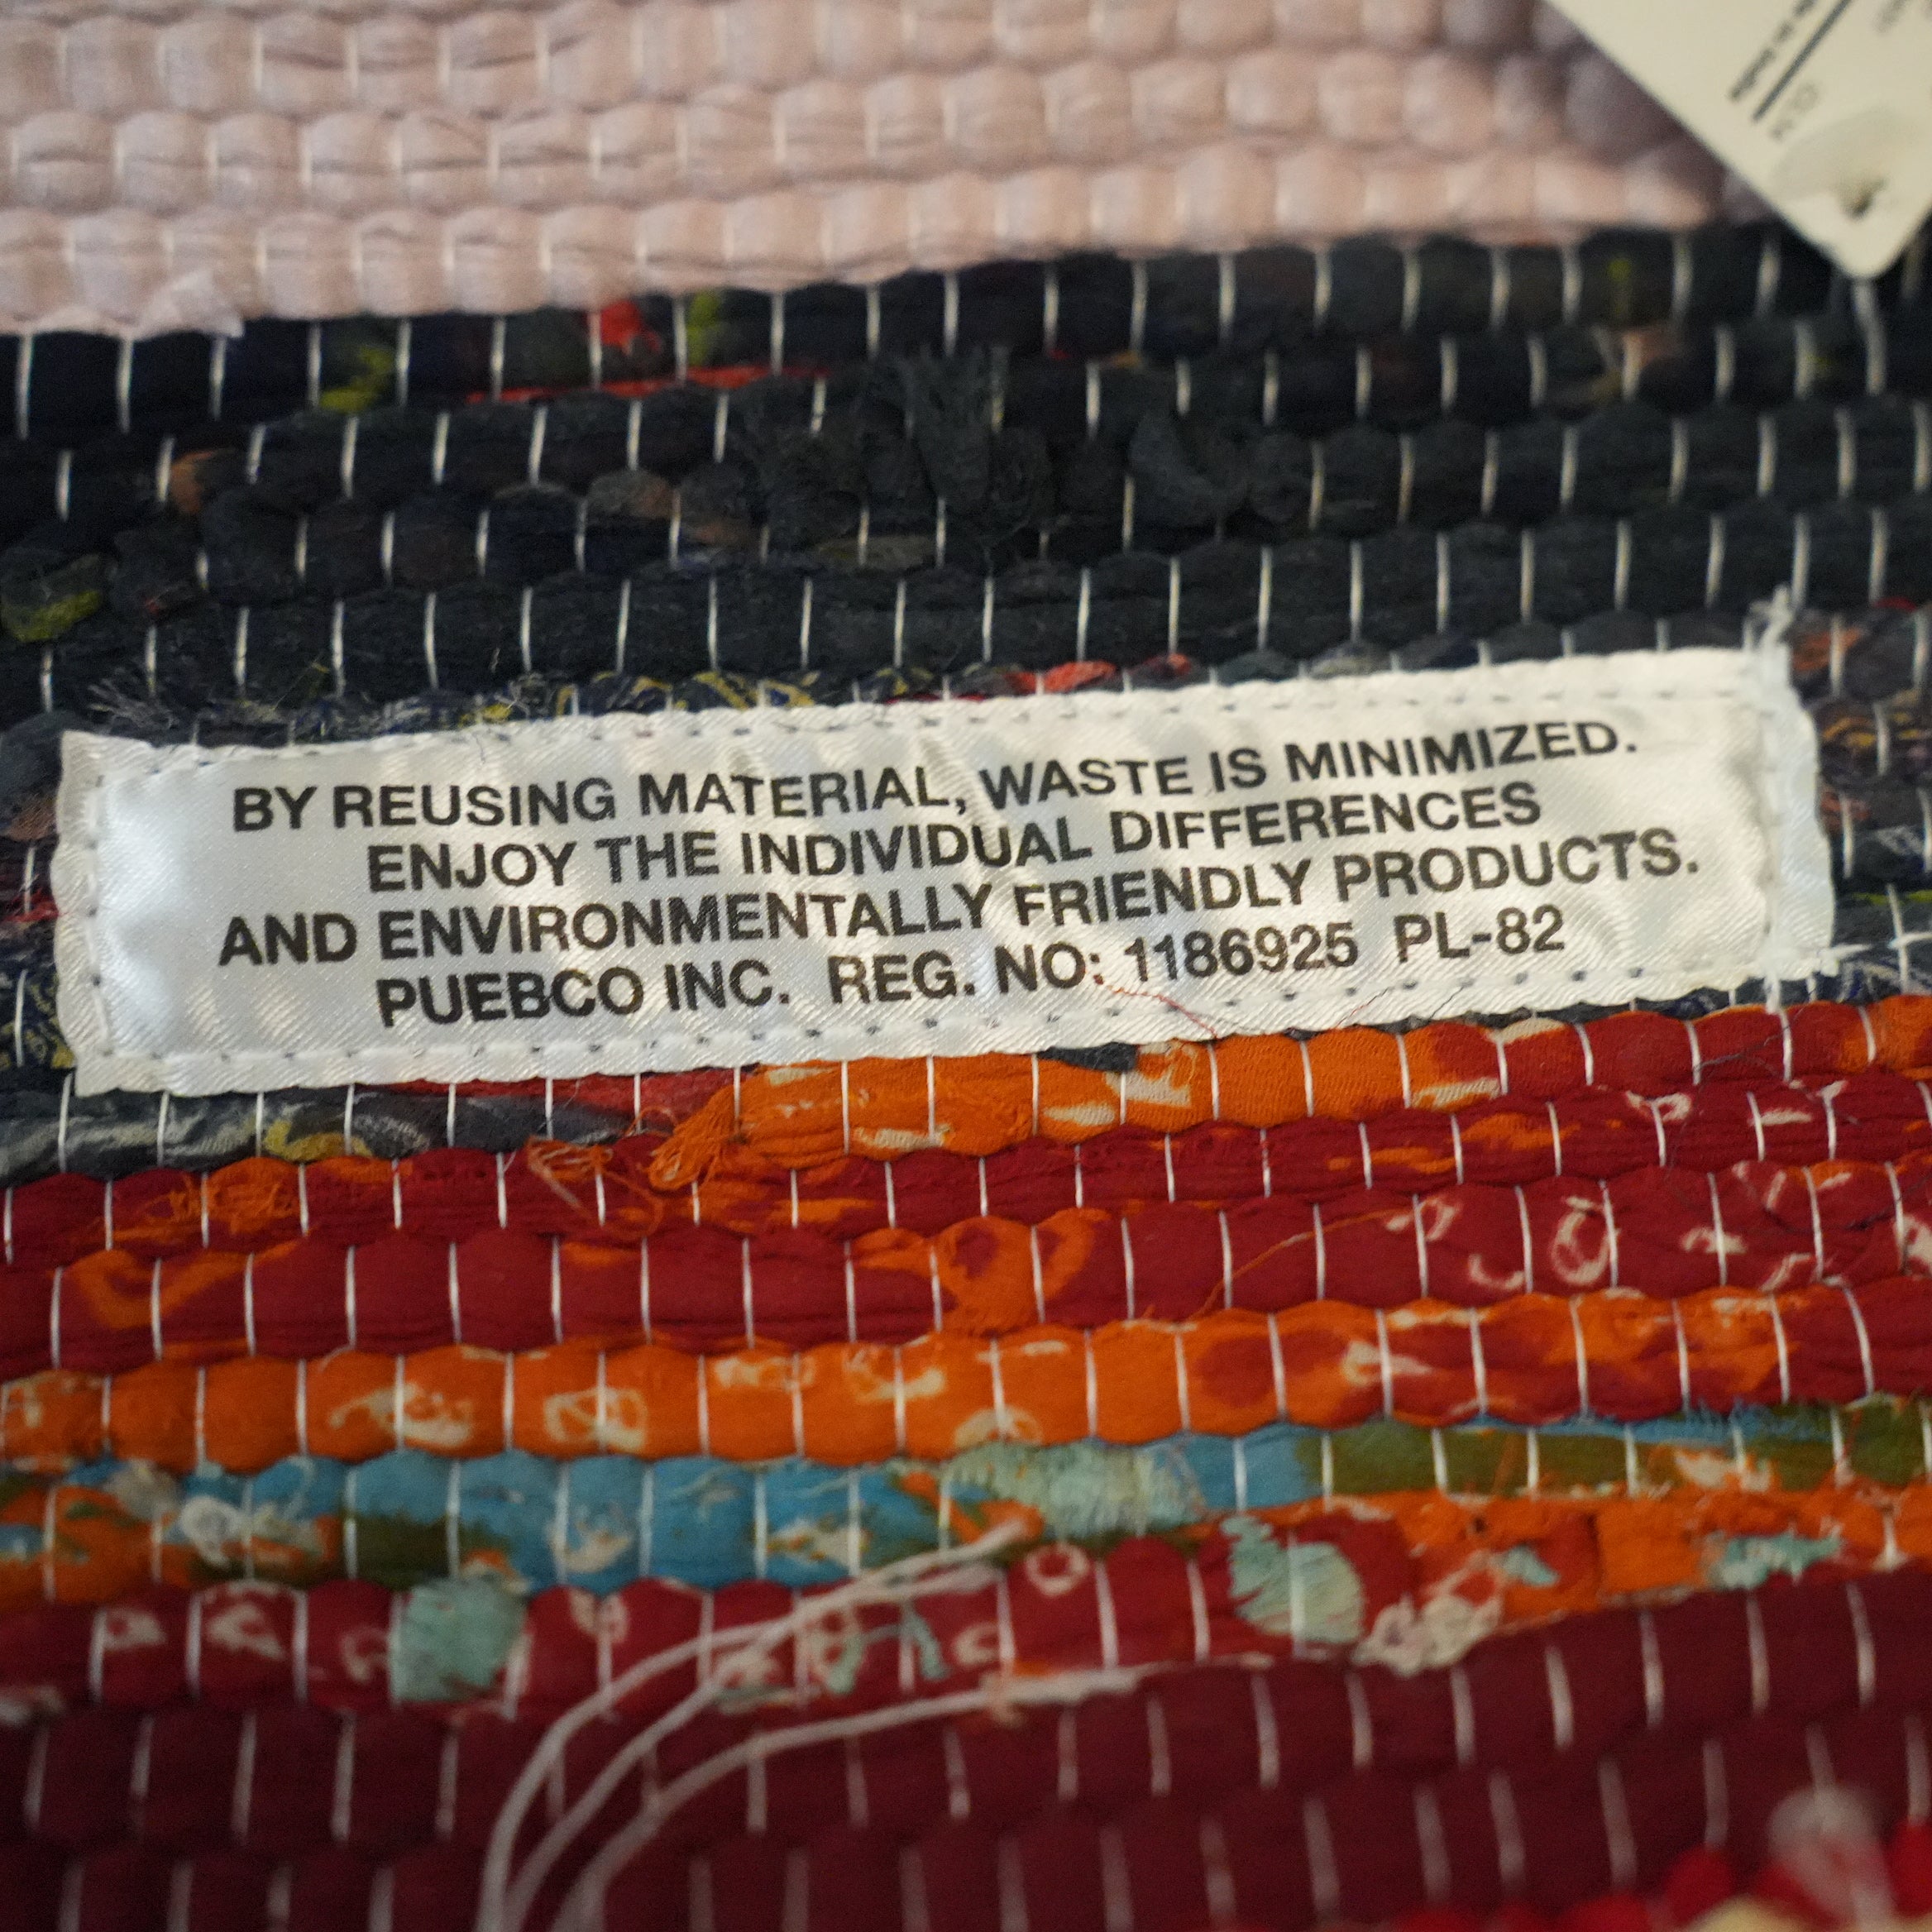 BY REUSING MATERIAL, WASTE IS MINIMIZED.
ENJOY THE INDIVIDUAL DIFFERENCES
AND ENVIRONMENTALLY FRIENDLY PRODUCTS.
PUEBCO INC. REG. NO: 1186925 PL-82